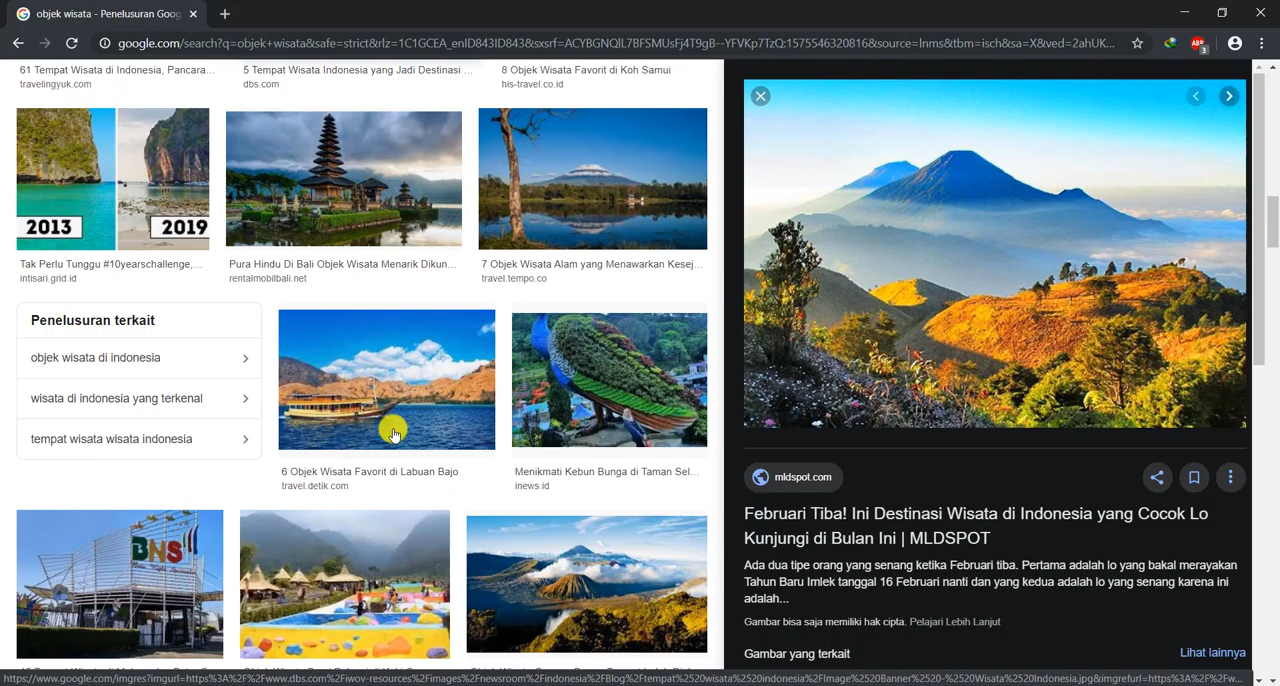 objek wisata - Penelusuran Goog
google.com/search?q=objek+wisata&safe=strict&rlz=1C1GCEA_enID843ID843&sxsrf=ACYBGNQIL7BFSMUsFj4T9gB--YFVKp7TzQ:1575546320816&source=lnms&tbm=isch&sa=X&ved=2ahUK...
ABP
3
61 Tempat Wisata di Indonesia, Pancara...
travelingyuk.com
5 Tempat Wisata Indonesia yang Jadi Destinasi ...
dbs.com
8 Objek Wisata Favorit di Koh Samui
his-travel.co.id
2013
2019
Tak Perlu Tunggu #10yearschallenge,...
intisari.grid.id
Pura Hindu Di Bali Objek Wisata Menarik Dikun...
rentalmobilbali.net
7 Objek Wisata Alam yang Menawarkan Kesej...
travel.tempo.co
Penelusuran terkait
objek wisata di indonesia
wisata di indonesia yang terkenal
tempat wisata wisata indonesia
6 Objek Wisata Favorit di Labuan Bajo
travel.detik.com
Menikmati Kebun Bunga di Taman Sel...
inews.id
BNS
mldspot.com
Februari Tiba! Ini Destinasi Wisata di Indonesia yang Cocok Lo
Kunjungi di Bulan Ini | MLDSPOT
Ada dua tipe orang yang senang ketika Februari tiba. Pertama adalah lo yang bakal merayakan
Tahun Baru Imlek tanggal 16 Februari nanti dan yang kedua adalah lo yang senang karena ini
adalah...
Gambar bisa saja memiliki hak cipta. Pelajari Lebih Lanjut
Gambar yang terkait
Lihat lainnya
https://www.google.com/imgres?imgurl=https%3A%2F%2Fwww.dbs.com%2Fiwov-resources%2Fimages%2Fnewsroom%2Findonesia%2FBlog%2Ftempat%2520wisata%2520indonesia%2FImage%2520Banner%2520-%2520Wisata%2520Indonesia.jpg&imgrefurl=https%3A%2F%2Fw...